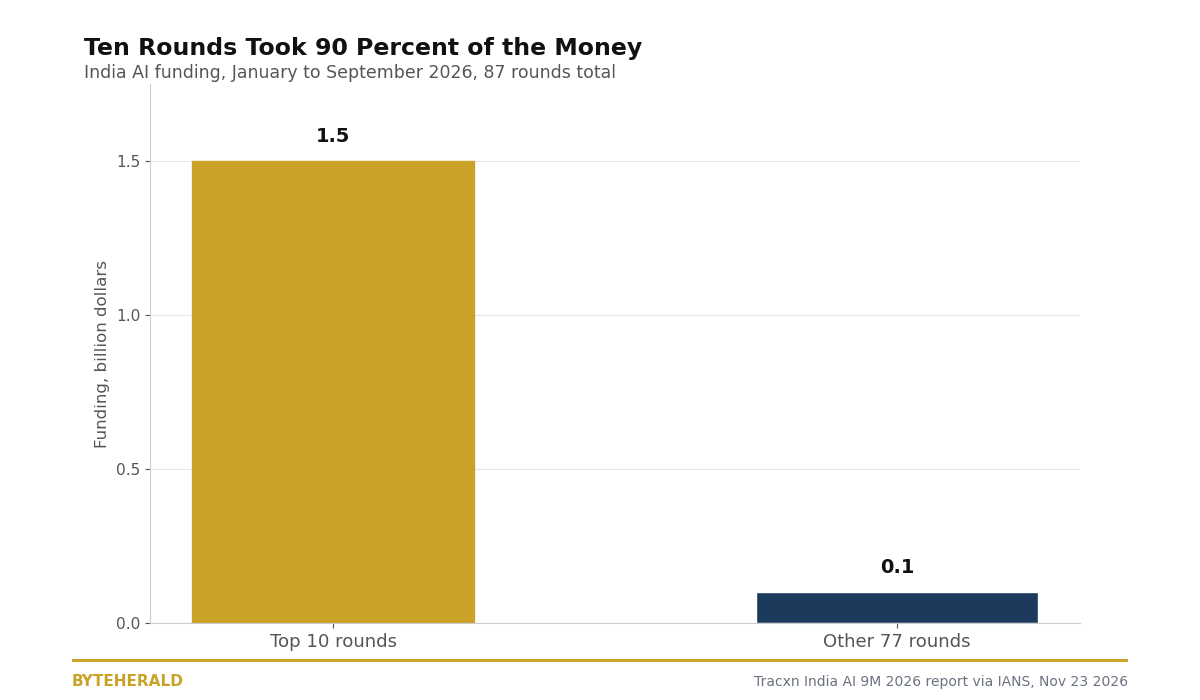 Ten Rounds Took 90 Percent of the Money
India AI funding, January to September 2026, 87 rounds total
1.5
0.1
1.5
1.0
0.5
0.0
Funding, billion dollars
Top 10 rounds
Other 77 rounds
BYTEHERALD
Tracxn India AI 9M 2026 report via IANS, Nov 23 2026